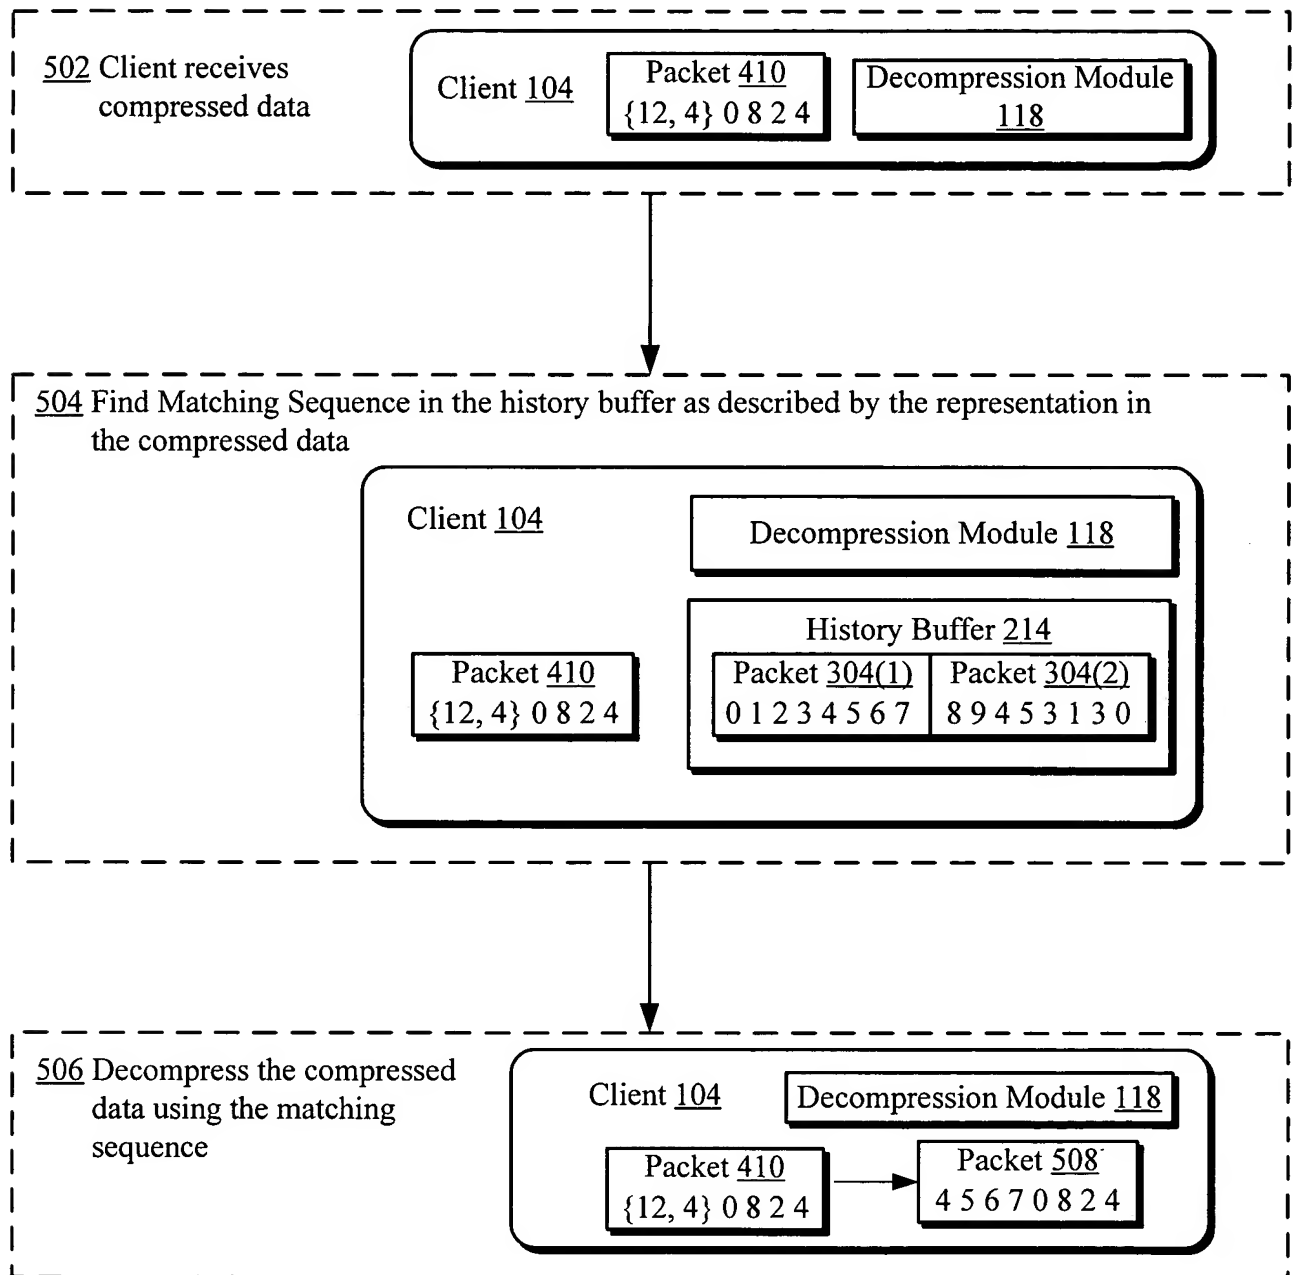 502 Client receives
compressed data
Client 104
Packet 410
{12, 4} 0 8 2 4
Decompression Module
118
504 Find Matching Sequence in the history buffer as described by the representation in
the compressed data
Client 104
Decompression Module 118
History Buffer 214
Packet 410
{12, 4} 0 8 2 4
Packet 304(1)
0 1 2 3 4 5 6 7
Packet 304(2)
8 9 4 5 3 1 3 0
506 Decompress the compressed
data using the matching
sequence
Client 104
Decompression Module 118
Packet 410
{12, 4} 0 8 2 4
Packet 508
4 5 6 7 0 8 2 4